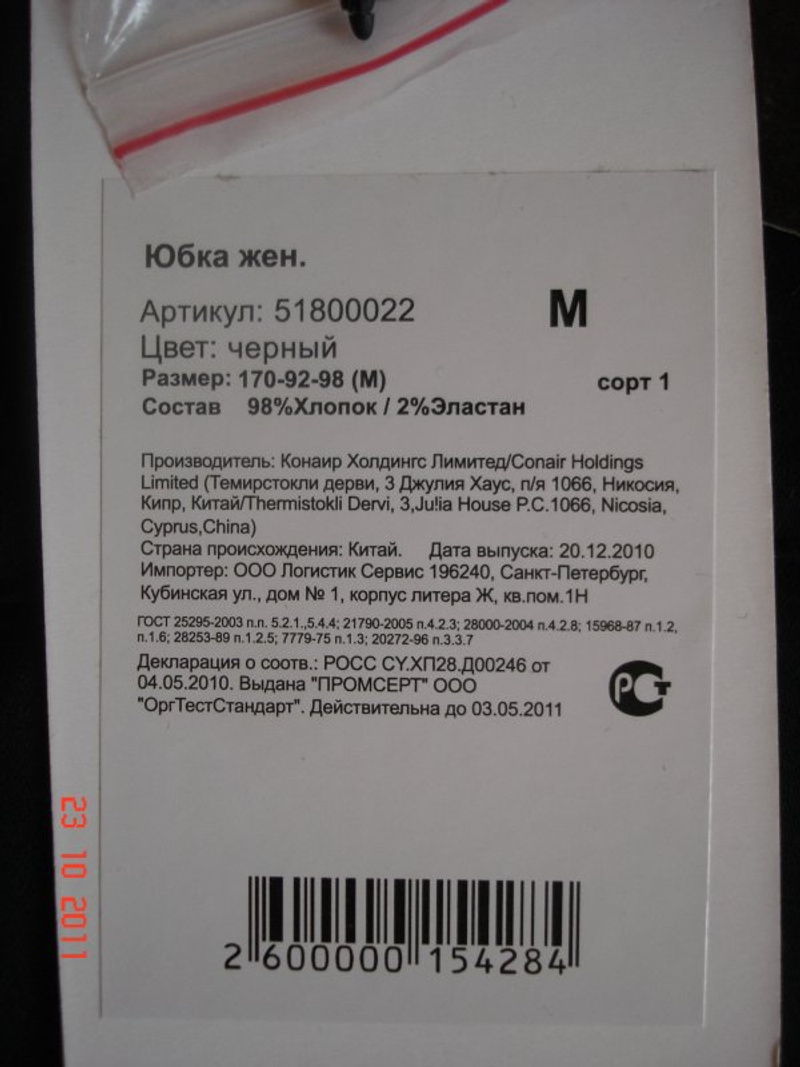 Юбка жен.
Артикул: 51800022
M
Цвет: черный
Размер: 170-92-98 (M)
сорт 1
Состав 98%Хлопок / 2%Эластан
Производитель: Конаир Холдингс Лимитед/Conair Holdings
Limited (Темирстокли дерви, 3 Джулия Хаус, п/я 1066, Никосия,
Кипр, Китай/Thermistokli Dervi, 3,Julia House P.C.1066, Nicosia,
Cyprus,China)
Страна происхождения: Китай. Дата выпуска: 20.12.2010
Импортер: ООО Логистик Сервис 196240, Санкт-Петербург,
Кубинская ул., дом № 1, корпус литера Ж, кв.пом.1Н
ГОСТ 25295-2003 п.п. 5.2.1.,5.4.4; 21790-2005 п.4.2.3; 28000-2004 п.4.2.8; 15968-87 п.1.2,
п.1.6; 28253-89 п.1.2.5; 7779-75 п.1.3; 20272-96 п.3.3.7
Декларация о соотв.: РОСС CY.ХП28.Д00246 от
04.05.2010. Выдана "ПРОМСЕРТ" ООО
"ОргТестСтандарт". Действительна до 03.05.2011
РСТ
23 10 2011
2 600000 154284